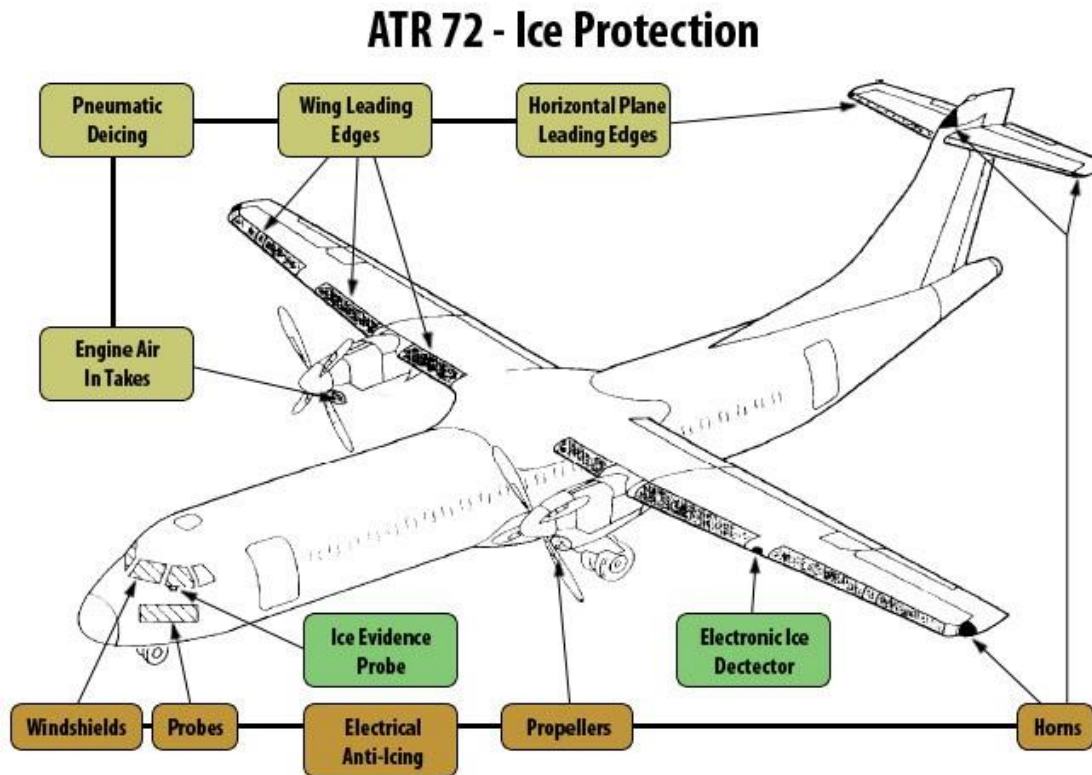 ATR 72 - Ice Protection
Pneumatic
Deicing
Wing Leading
Edges
Horizontal Plane
Leading Edges
Engine Air
In Takes
Ice Evidence
Probe
Electronic Ice
Dectector
Windshields
Probes
Electrical
Anti-Icing
Propellers
Horns